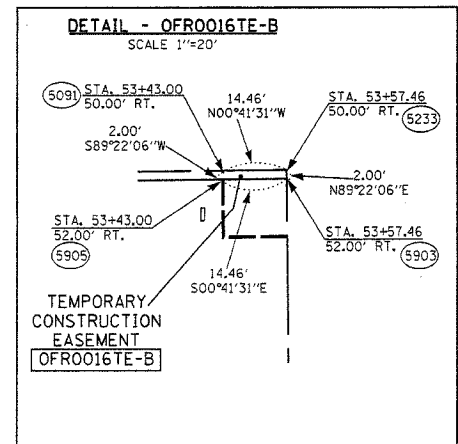 DETAIL - OFR0016TE-B
SCALE 1"=20'
5091
STA. 53+43.00
50.00' RT.
14.46'
N00°41'31"W
STA. 53+57.46
50.00' RT.
5233
2.00'
S89°22'06"W
2.00'
N89°22'06"E
STA. 53+43.00
52.00' RT.
5905
STA. 53+57.46
52.00' RT.
5903
14.46'
S00°41'31"E
TEMPORARY
CONSTRUCTION
EASEMENT
OFR0016TE-B